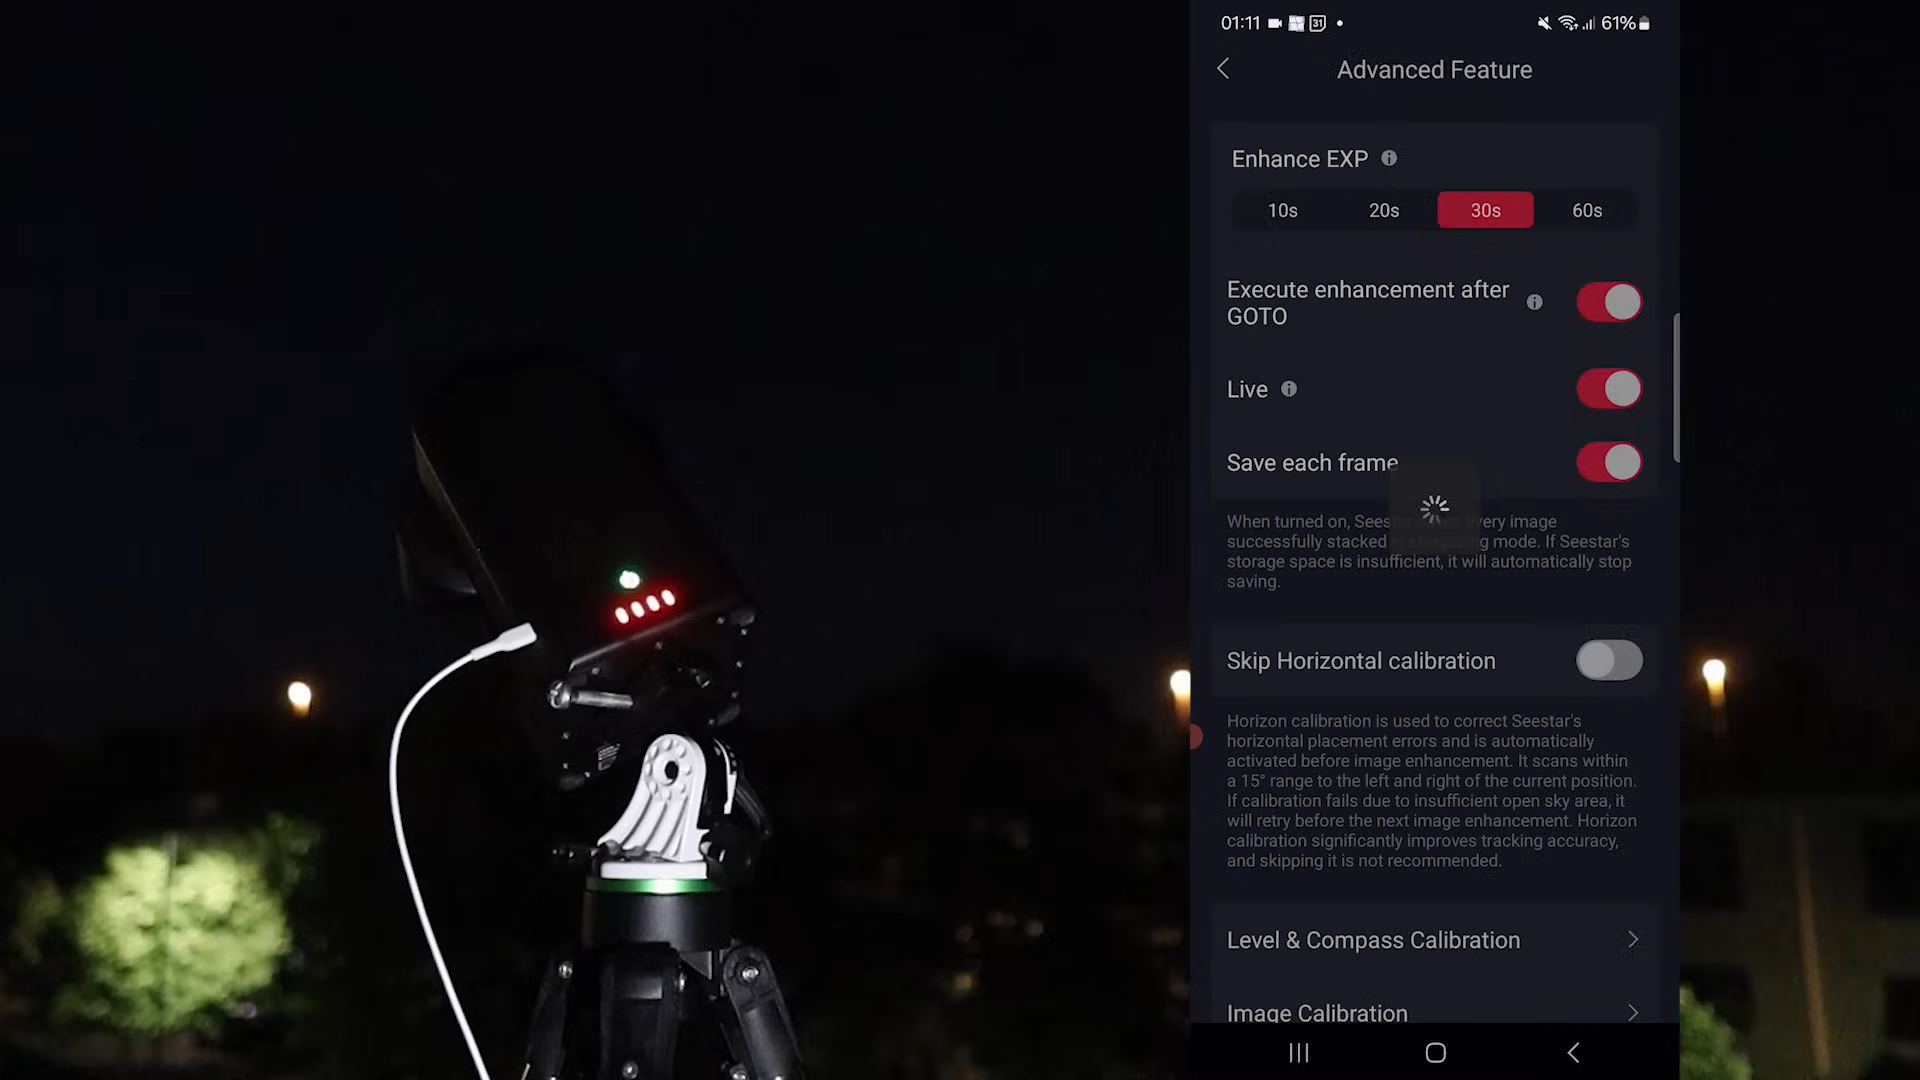 01:11 31 61%
Advanced Feature
Enhance EXP
10s 20s 30s 60s
Execute enhancement after
GOTO
Live
Save each frame
When turned on, Sees very image
successfully stacked mode. If Seestar's
storage space is insufficient, it will automatically stop
saving.
Skip Horizontal calibration
Horizon calibration is used to correct Seestar's
horizontal placement errors and is automatically
activated before image enhancement. It scans within
a 15° range to the left and right of the current position.
If calibration fails due to insufficient open sky area, it
will retry before the next image enhancement. Horizon
calibration significantly improves tracking accuracy,
and skipping it is not recommended.
Level & Compass Calibration
Image Calibration